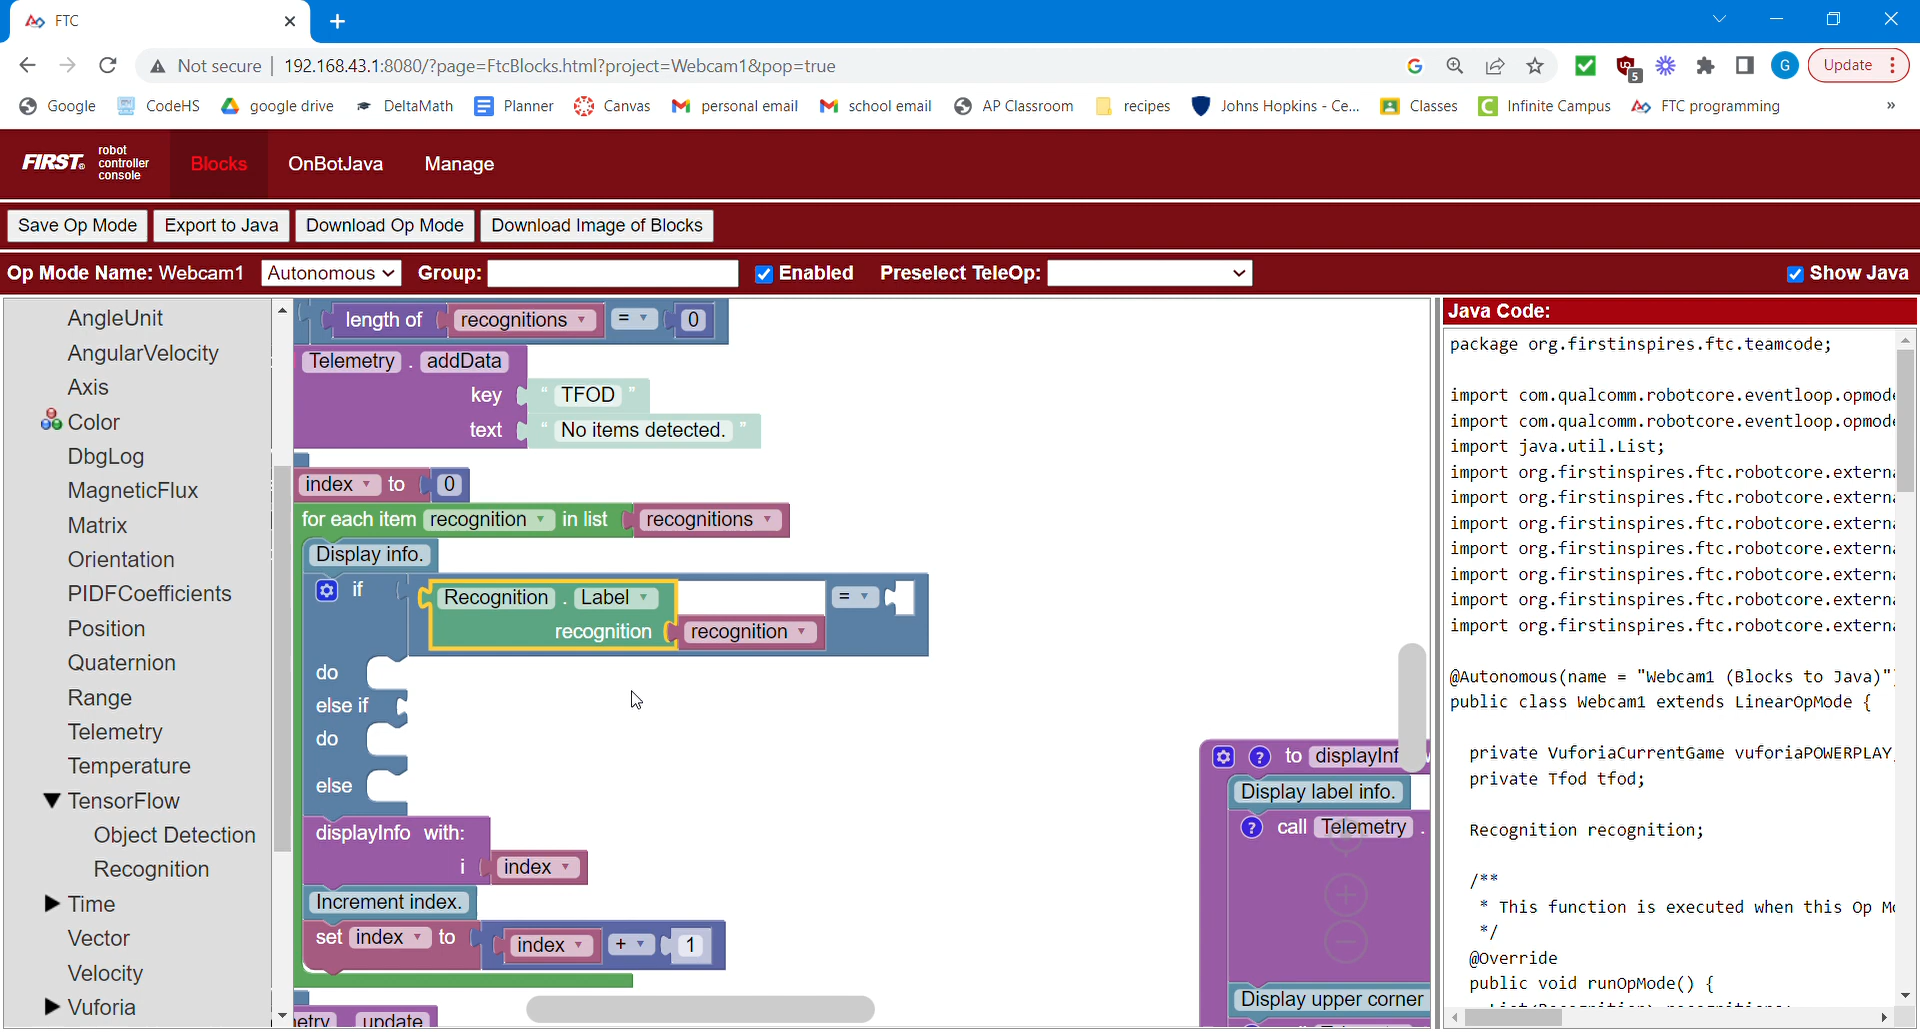 FTC
Not secure | 192.168.43.1:8080/?page=FtcBlocks.html?project=Webcam1&pop=true
5
G
Update
Google
CodeHS
google drive
DeltaMath
Planner
Canvas
personal email
school email
AP Classroom
recipes
Johns Hopkins - Ce...
Classes
Infinite Campus
FTC programming
»
FIRST® robot controller console
Blocks
OnBotJava
Manage
Save Op Mode
Export to Java
Download Op Mode
Download Image of Blocks
Op Mode Name: Webcam1
Autonomous
Group:
Enabled
Preselect TeleOp:
Show Java
AngleUnit
AngularVelocity
Axis
Color
DbgLog
MagneticFlux
Matrix
Orientation
PIDFCoefficients
Position
Quaternion
Range
Telemetry
Temperature
TensorFlow
Object Detection
Recognition
Time
Vector
Velocity
Vuforia
length of recognitions = 0
Telemetry . addData
key “ TFOD ”
text “ No items detected. ”
index to 0
for each item recognition in list recognitions
Display info.
if Recognition . Label =
recognition recognition
do
else if
do
else
displayInfo with:
i index
Increment index.
set index to index + 1
etry update
to displayInf
Display label info.
? call Telemetry .
Display upper corner
Java Code:
package org.firstinspires.ftc.teamcode;
import com.qualcomm.robotcore.eventloop.opmode
import com.qualcomm.robotcore.eventloop.opmode
import java.util.List;
import org.firstinspires.ftc.robotcore.externa
import org.firstinspires.ftc.robotcore.externa
import org.firstinspires.ftc.robotcore.externa
import org.firstinspires.ftc.robotcore.externa
import org.firstinspires.ftc.robotcore.externa
import org.firstinspires.ftc.robotcore.externa
import org.firstinspires.ftc.robotcore.externa
@Autonomous(name = "Webcam1 (Blocks to Java)"
public class Webcam1 extends LinearOpMode {
private VuforiaCurrentGame vuforiaPOWERPLAY
private Tfod tfod;
Recognition recognition;
/**
* This function is executed when this Op Mo
*/
@Override
public void runOpMode() {